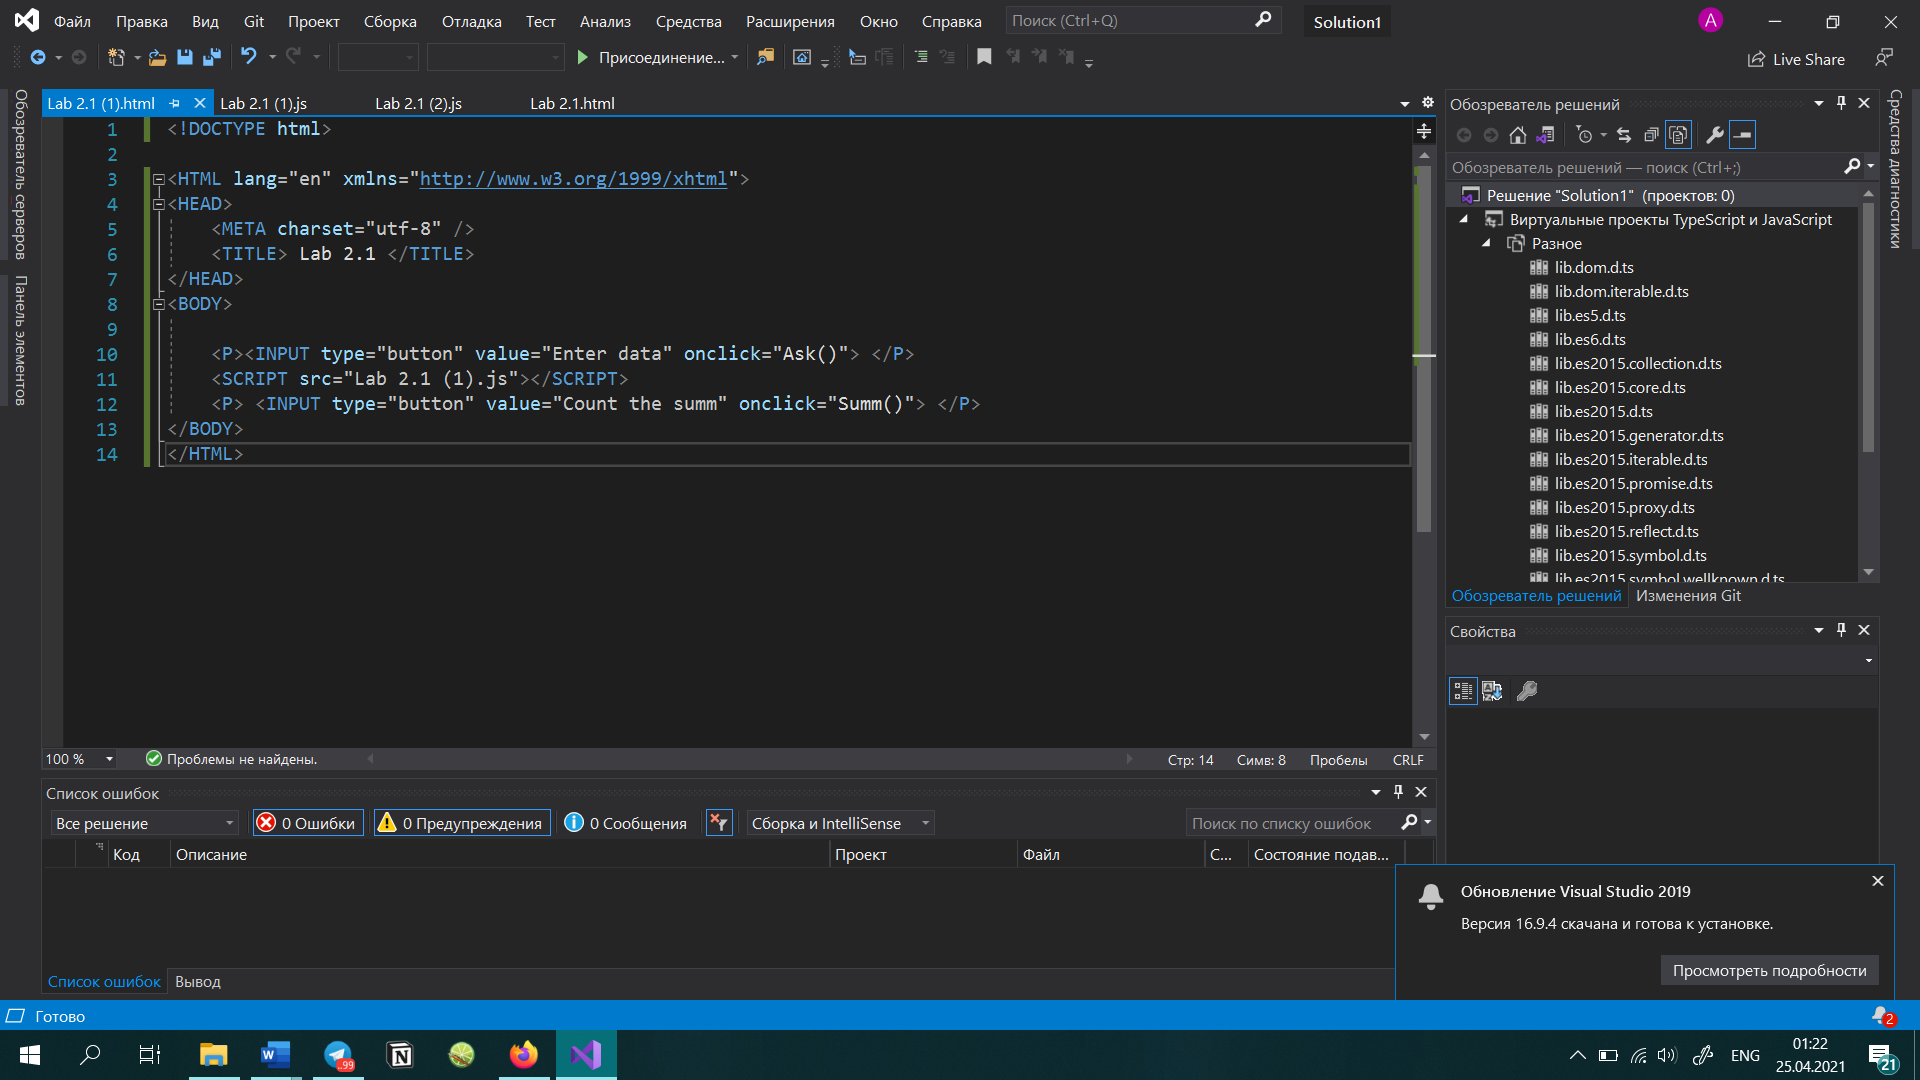 Файл Правка Вид Git Проект Сборка Отладка Тест Анализ Средства Расширения Окно Справка Поиск (Ctrl+Q) Solution1 A
Присоединение... Live Share
Обозреватель серверов
Панель элементов
Lab 2.1 (1).html Lab 2.1 (1).js Lab 2.1 (2).js Lab 2.1.html
1 <!DOCTYPE html>
2
3 <HTML lang="en" xmlns="http://www.w3.org/1999/xhtml">
4 <HEAD>
5 <META charset="utf-8" />
6 <TITLE> Lab 2.1 </TITLE>
7 </HEAD>
8 <BODY>
9
10 <P><INPUT type="button" value="Enter data" onclick="Ask()"> </P>
11 <SCRIPT src="Lab 2.1 (1).js"></SCRIPT>
12 <P> <INPUT type="button" value="Count the summ" onclick="Summ()"> </P>
13 </BODY>
14 </HTML>
100 % Проблемы не найдены. Стр: 14 Симв: 8 Пробелы CRLF
Список ошибок
Все решение 0 Ошибки 0 Предупреждения 0 Сообщения Сборка и IntelliSense Поиск по списку ошибок
Код Описание Проект Файл С... Состояние подав...
Список ошибок Вывод
Обозреватель решений
Обозреватель решений — поиск (Ctrl+;)
Решение "Solution1" (проектов: 0)
Виртуальные проекты TypeScript и JavaScript
Разное
lib.dom.d.ts
lib.dom.iterable.d.ts
lib.es5.d.ts
lib.es6.d.ts
lib.es2015.collection.d.ts
lib.es2015.core.d.ts
lib.es2015.d.ts
lib.es2015.generator.d.ts
lib.es2015.iterable.d.ts
lib.es2015.promise.d.ts
lib.es2015.proxy.d.ts
lib.es2015.reflect.d.ts
lib.es2015.symbol.d.ts
lib.es2015.symbol.wellknown.d.ts
Обозреватель решений Изменения Git
Свойства
Средства диагностики
Обновление Visual Studio 2019
Версия 16.9.4 скачана и готова к установке.
Просмотреть подробности
Готово 2
..99 ENG 01:22
25.04.2021 21